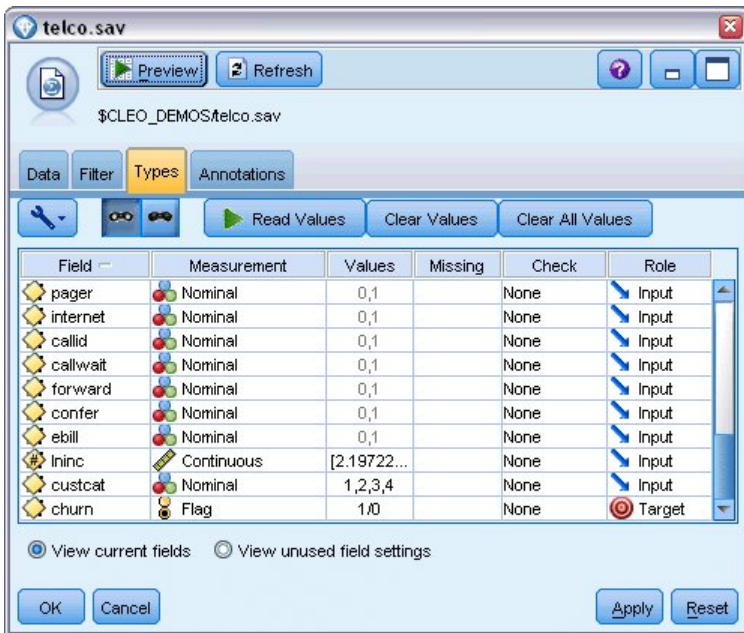 telco.sav
Preview Refresh
$CLEO_DEMOS/telco.sav
Data Filter Types Annotations
Read Values Clear Values Clear All Values
Field Measurement Values Missing Check Role
pager Nominal 0,1 None Input
internet Nominal 0,1 None Input
callid Nominal 0,1 None Input
callwait Nominal 0,1 None Input
forward Nominal 0,1 None Input
confer Nominal 0,1 None Input
ebill Nominal 0,1 None Input
lninc Continuous [2.19722... None Input
custcat Nominal 1,2,3,4 None Input
churn Flag 1/0 None Target
View current fields View unused field settings
OK Cancel Apply Reset